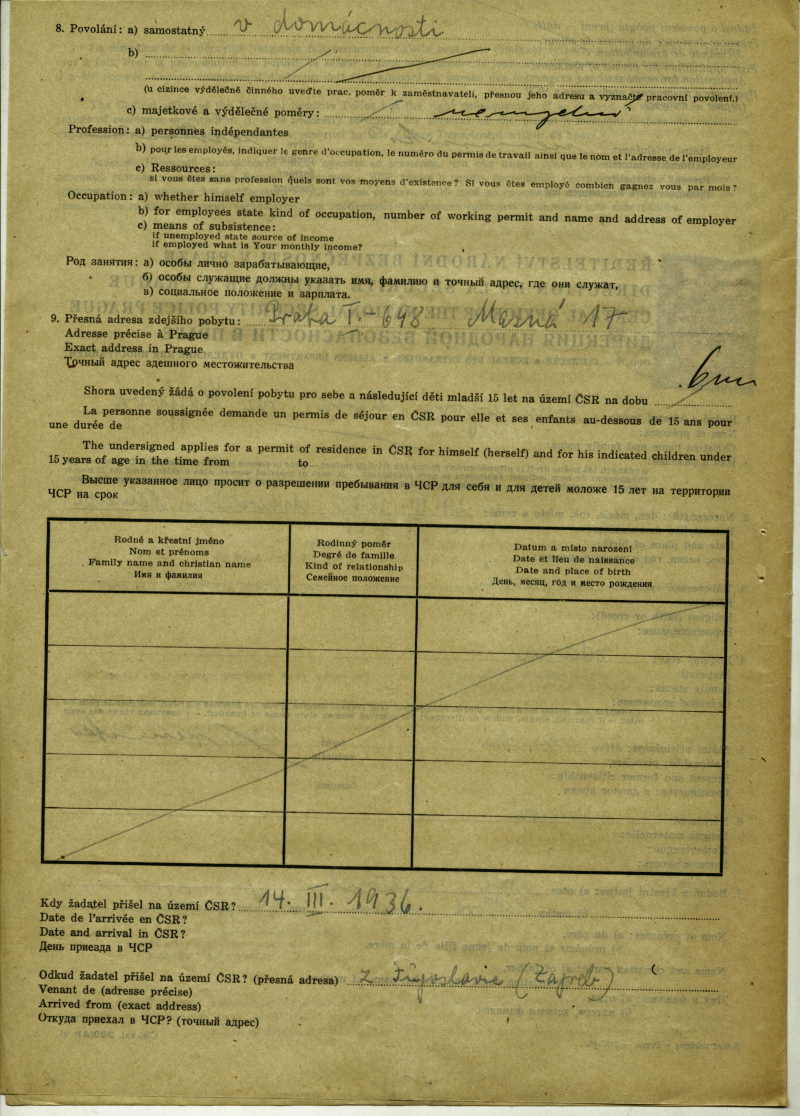 8. Povolání: a) samostatný v domácnosti
b)
(u cizince výdělečně činného uveďte prac. poměr k zaměstnavateli, přesnou jeho adresu a vyznačte pracovní povolení.)
c) majetkové a výdělečné poměry:
Profession: a) personnes indépendantes
b) pour les employés, indiquer le genre d'occupation, le numéro du permis de travail ainsi que le nom et l'adresse de l'employeur
c) Ressources:
si vous êtes sans profession quels sont vos moyens d'existence? Si vous êtes employé combien gagnez vous par mois?
Occupation: a) whether himself employer
b) for employees state kind of occupation, number of working permit and name and address of employer
c) means of subsistence:
if unemployed state source of income
if employed what is Your monthly income?
Род занятия: а) особы лично зарабатывающие,
б) особы служащие должны указать имя, фамилию и точный адрес, где они служат,
в) социальное положение и зарплата.
9. Přesná adresa zdejšího pobytu: Praha I. - 698 Masná 17
Adresse précise à Prague
Exact address in Prague
Точный адрес здешного местожительства
Shora uvedený žádá o povolení pobytu pro sebe a následující děti mladší 15 let na území ČSR na dobu
La personne soussignée demande un permis de séjour en ČSR pour elle et ses enfants au-dessous de 15 ans pour
une durée de
The undersigned applies for a permit of residence in ČSR for himself (herself) and for his indicated children under
15 years of age in the time from to
Высше указанное лицо просит о разрешении пребывания в ЧСР для себя и для детей моложе 15 лет на территории
ЧСР на срок
Rodné a křestní jméno
Nom et prénoms
Family name and christian name
Имя и фамилия
Rodinný poměr
Degré de famille
Kind of relationship
Семейное положение
Datum a místo narození
Date et lieu de naissance
Date and place of birth
День, месяц, год и место рождения
Kdy žadatel přišel na území ČSR? 14. III. 1936.
Date de l'arrivée en ČSR?
Date and arrival in ČSR?
День приезда в ЧСР
Odkud žadatel přišel na území ČSR? (přesná adresa) z Jugoslavie (Zagreb)
Venant de (adresse précise)
Arrived from (exact address)
Откуда приехал в ЧСР? (точный адрес)